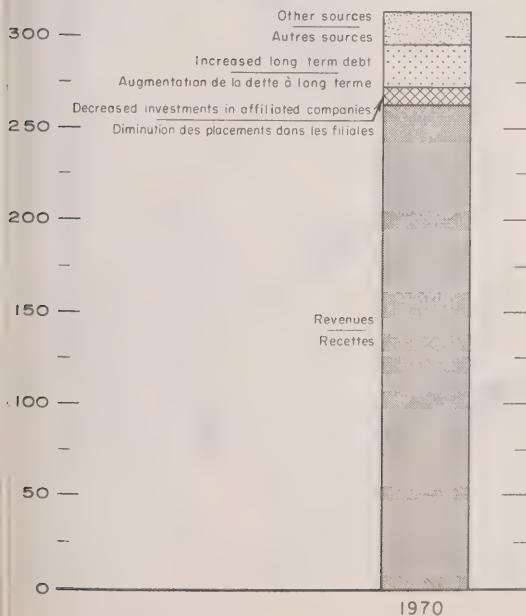 Other sources
Autres sources
300
Increased long term debt
Augmentation de la dette à long terme
Decreased investments in affiliated companies
Diminution des placements dans les filiales
250
200
150
Revenues
Recettes
100
50
0
1970